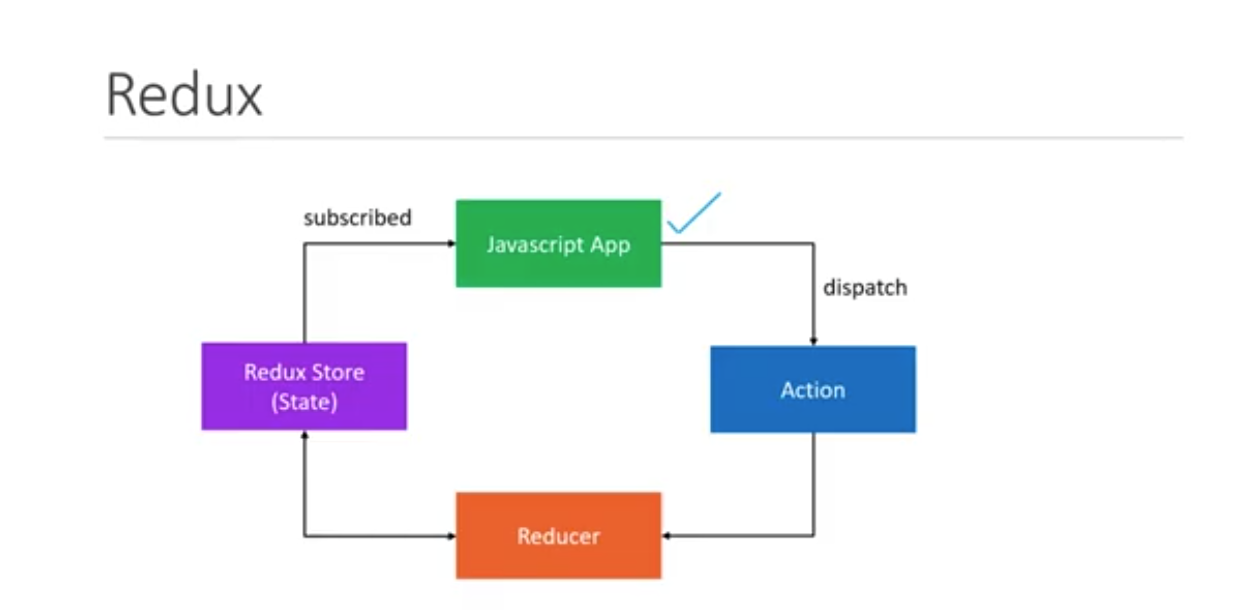 Redux
subscribed
Javascript App
dispatch
Redux Store
(State)
Action
Reducer